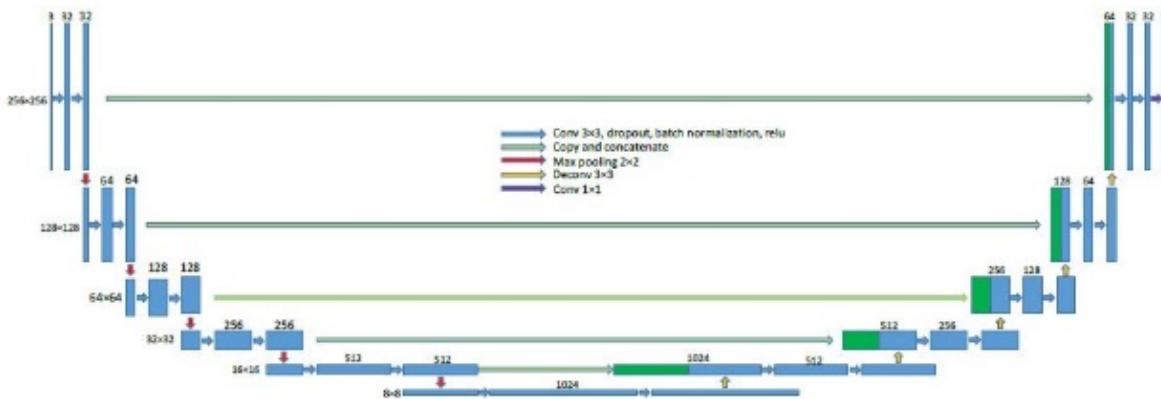 3 32 32
64 32 32
256×256
Conv 3×3, dropout, batch normalization, relu
Copy and concatenate
Max pooling 2×2
Deconv 3×3
Conv 1×1
64 64
128 64
128×128
128 128
256 128
64×64
256 256
512 256
32×32
512 512
1024 512
16×16
1024
8×8